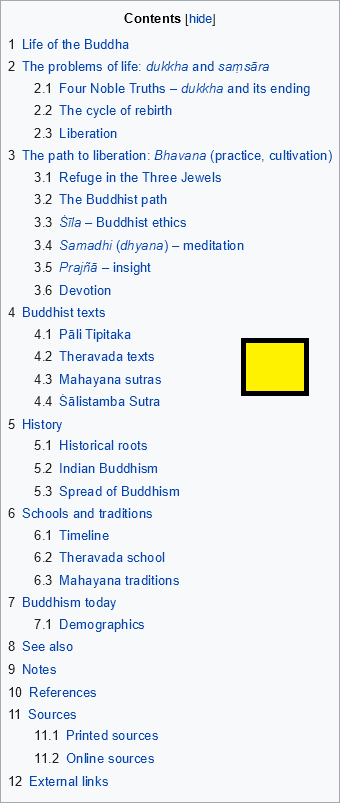 Contents [hide]
1 Life of the Buddha
2 The problems of life: dukkha and saṃsāra
2.1 Four Noble Truths – dukkha and its ending
2.2 The cycle of rebirth
2.3 Liberation
3 The path to liberation: Bhavana (practice, cultivation)
3.1 Refuge in the Three Jewels
3.2 The Buddhist path
3.3 Śīla – Buddhist ethics
3.4 Samadhi (dhyana) – meditation
3.5 Prajñā – insight
3.6 Devotion
4 Buddhist texts
4.1 Pāli Tipitaka
4.2 Theravada texts
4.3 Mahayana sutras
4.4 Śālistamba Sutra
5 History
5.1 Historical roots
5.2 Indian Buddhism
5.3 Spread of Buddhism
6 Schools and traditions
6.1 Timeline
6.2 Theravada school
6.3 Mahayana traditions
7 Buddhism today
7.1 Demographics
8 See also
9 Notes
10 References
11 Sources
11.1 Printed sources
11.2 Online sources
12 External links